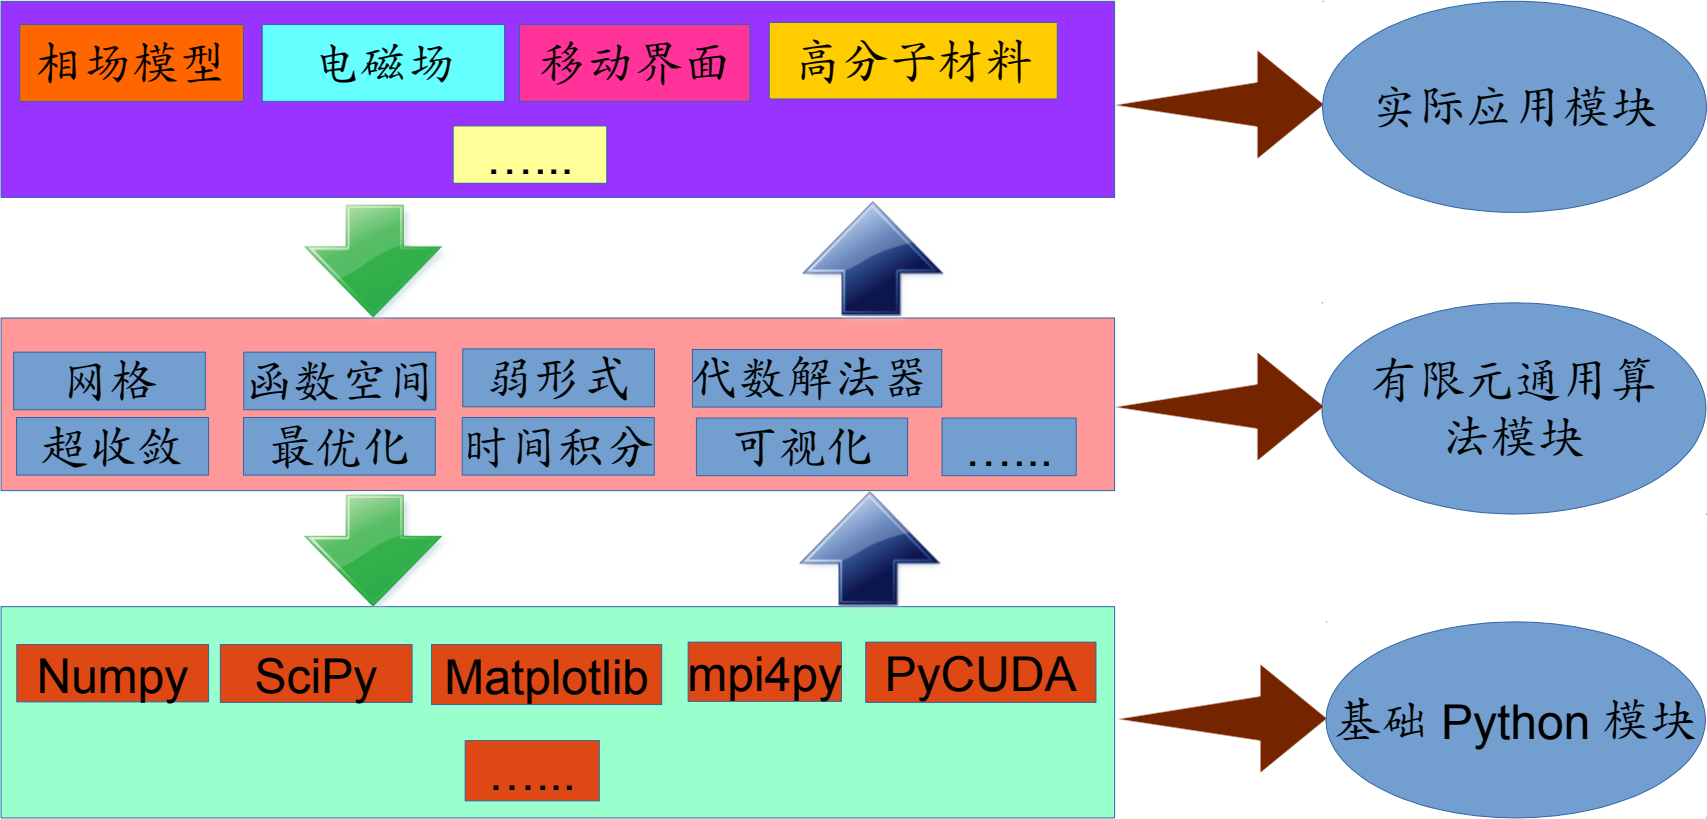 相场模型
电磁场
移动界面
高分子材料
…...
实际应用模块
网格
函数空间
弱形式
代数解法器
超收敛
最优化
时间积分
可视化
…...
有限元通用算
法模块
Numpy
SciPy
Matplotlib
mpi4py
PyCUDA
…...
基础 Python 模块